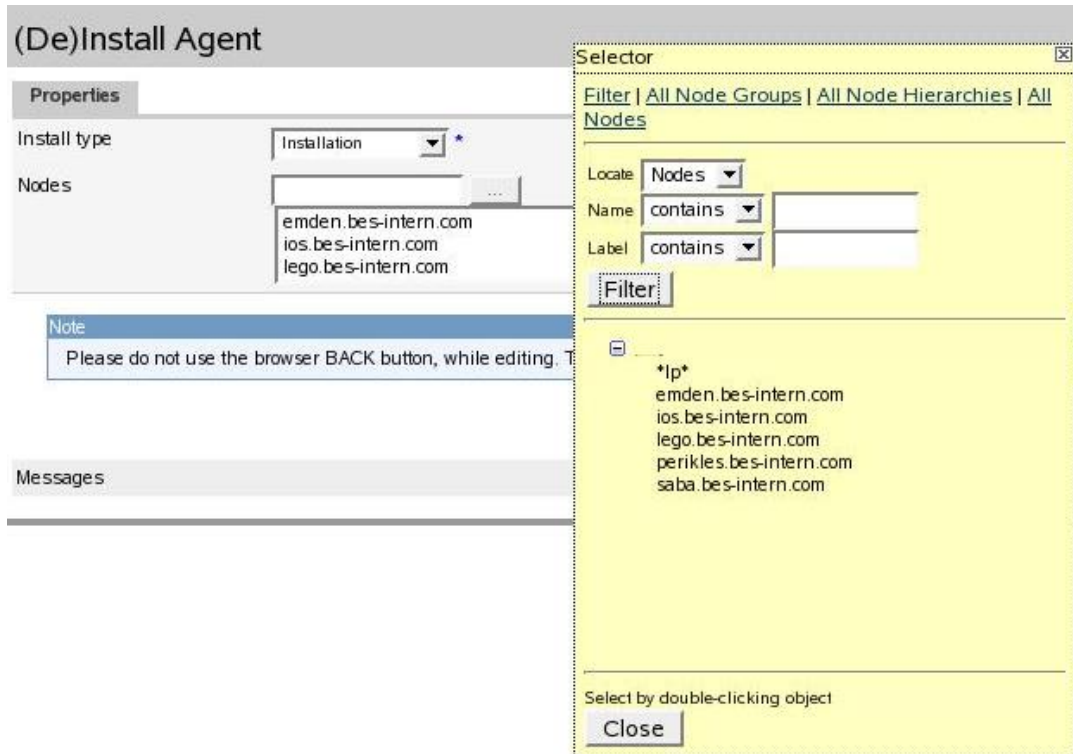 (De)Install Agent
Properties
Install type
Installation
*
Nodes
...
emden.bes-intern.com
ios.bes-intern.com
lego.bes-intern.com
Note
Please do not use the browser BACK button, while editing. T
Messages
Selector
Filter | All Node Groups | All Node Hierarchies | All
Nodes
Locate Nodes
Name contains
Label contains
Filter
*Ip*
emden.bes-intern.com
ios.bes-intern.com
lego.bes-intern.com
perikles.bes-intern.com
saba.bes-intern.com
Select by double-clicking object
Close